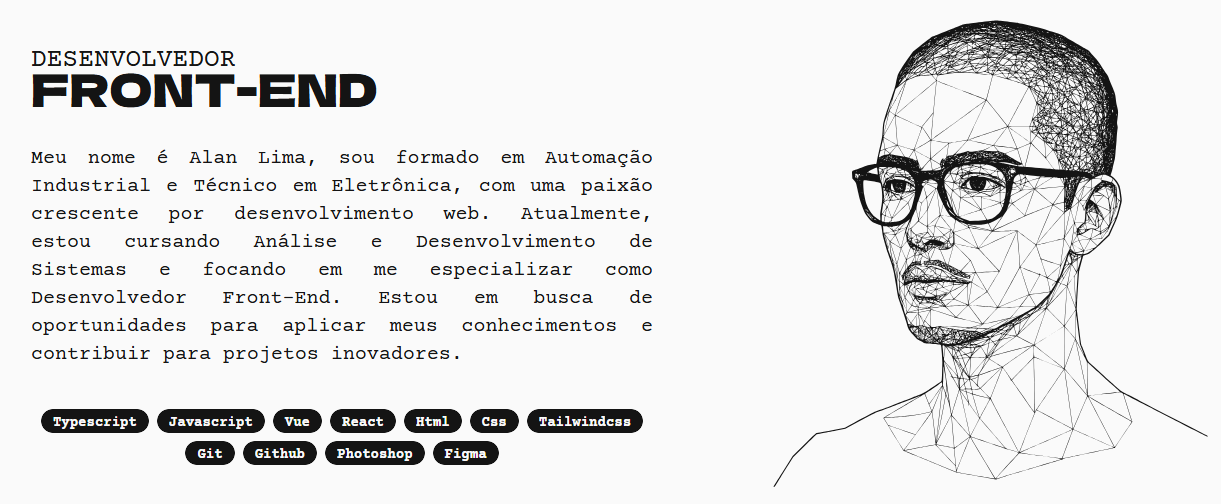 DESENVOLVEDOR
FRONT-END
Meu nome é Alan Lima, sou formado em Automação
Industrial e Técnico em Eletrônica, com uma paixão
crescente por desenvolvimento web. Atualmente,
estou cursando Análise e Desenvolvimento de
Sistemas e focando em me especializar como
Desenvolvedor Front-End. Estou em busca de
oportunidades para aplicar meus conhecimentos e
contribuir para projetos inovadores.
Typescript Javascript Vue React Html Css Tailwindcss
Git Github Photoshop Figma